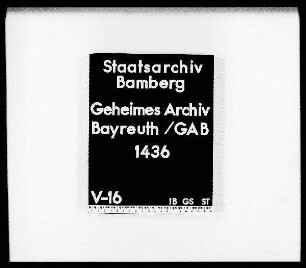 Staatsarchiv
Bamberg
Geheimes Archiv
Bayreuth /GAB
1436
V-16 IB GS ST